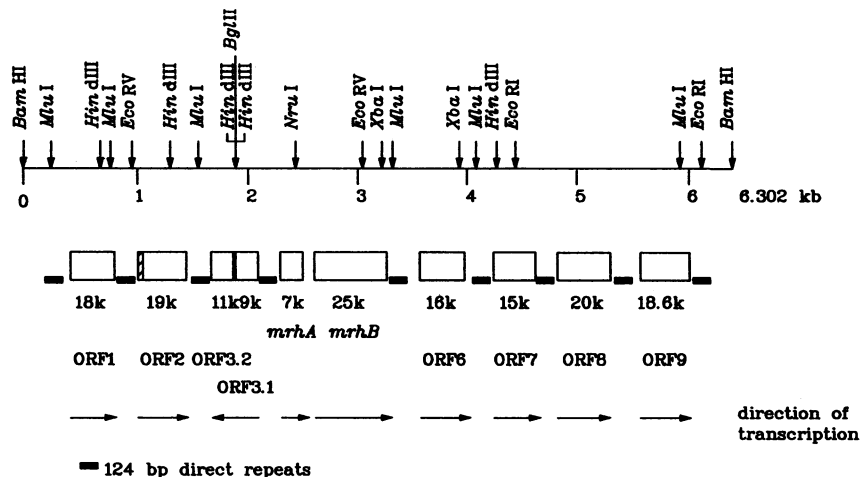 BglII
Bam HI
Mlu I
Hin dIII
Mlu I
Eco RV
Hin dIII
Mlu I
Hin dIII
Hin dIII
Nru I
Eco RV
Xba I
Mlu I
Xba I
Mlu I
Hin dIII
Eco RI
Mlu I
Eco RI
Bam HI
0 1 2 3 4 5 6 6.302 kb
18k 19k 11k9k 7k 25k 16k 15k 20k 18.6k
mrhA mrhB
ORF1 ORF2 ORF3.2 ORF6 ORF7 ORF8 ORF9
ORF3.1
direction of
transcription
124 bp direct repeats